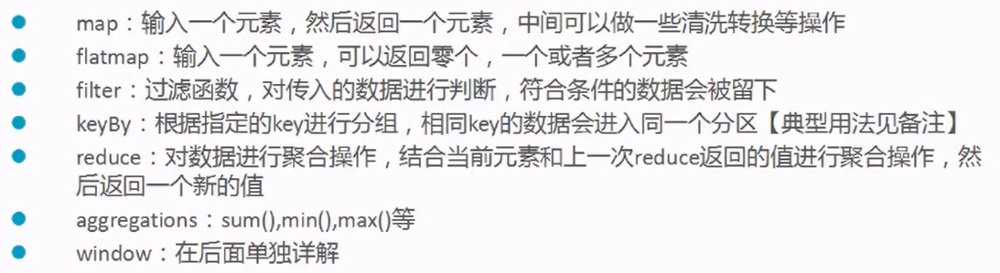 map：输入一个元素，然后返回一个元素，中间可以做一些清洗转换等操作
flatmap：输入一个元素，可以返回零个，一个或者多个元素
filter：过滤函数，对传入的数据进行判断，符合条件的数据会被留下
keyBy：根据指定的key进行分组，相同key的数据会进入同一个分区【典型用法见备注】
reduce：对数据进行聚合操作，结合当前元素和上一次reduce返回的值进行聚合操作，然
后返回一个新的值
aggregations：sum(),min(),max()等
window：在后面单独详解